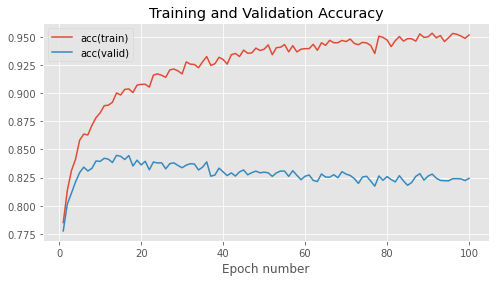 Training and Validation Accuracy
acc(train)
acc(valid)
0.950
0.925
0.900
0.875
0.850
0.825
0.800
0.775
0 20 40 60 80 100
Epoch number